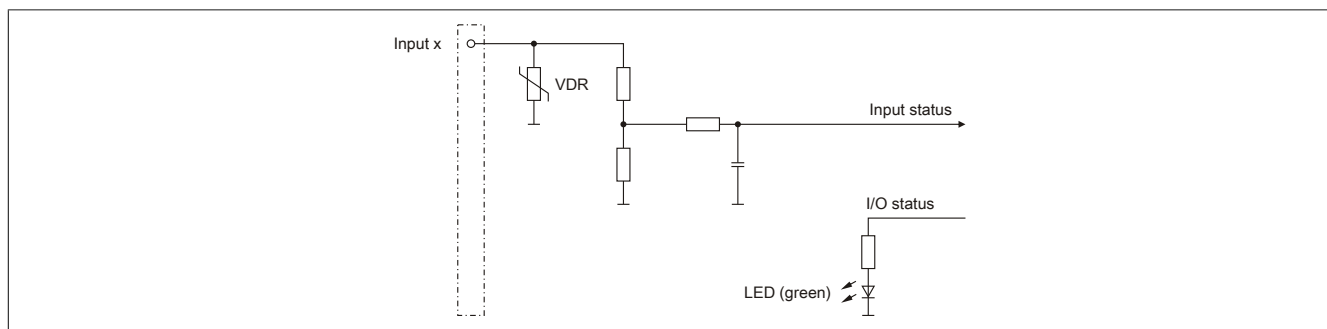 Input x
VDR
Input status
I/O status
LED (green)